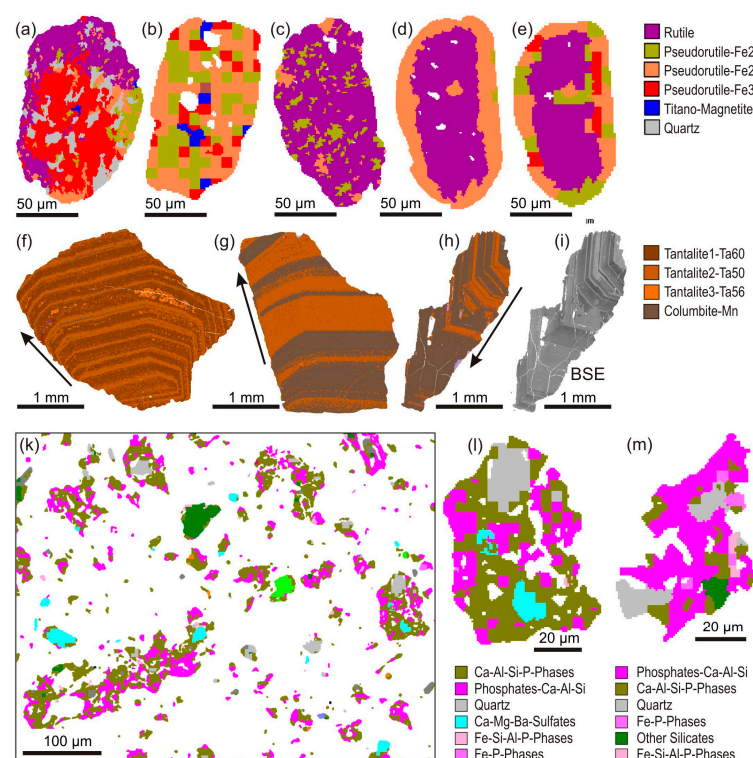 (a) (b) (c) (d) (e)
Rutile
Pseudorutile-Fe2
Pseudorutile-Fe2
Pseudorutile-Fe3
Titano-Magnetite
Quartz
50 µm 50 µm 50 µm 50 µm 50 µm
(f) (g) (h) (i)
Tantalite1-Ta60
Tantalite2-Ta50
Tantalite3-Ta56
Columbite-Mn
BSE
1 mm 1 mm 1 mm 1 mm
(k) (l) (m)
20 µm 20 µm
100 µm
Ca-Al-Si-P-Phases
Phosphates-Ca-Al-Si
Quartz
Ca-Mg-Ba-Sulfates
Fe-Si-Al-P-Phases
Fe-P-Phases
Phosphates-Ca-Al-Si
Ca-Al-Si-P-Phases
Quartz
Fe-P-Phases
Other Silicates
Fe-Si-Al-P-Phases